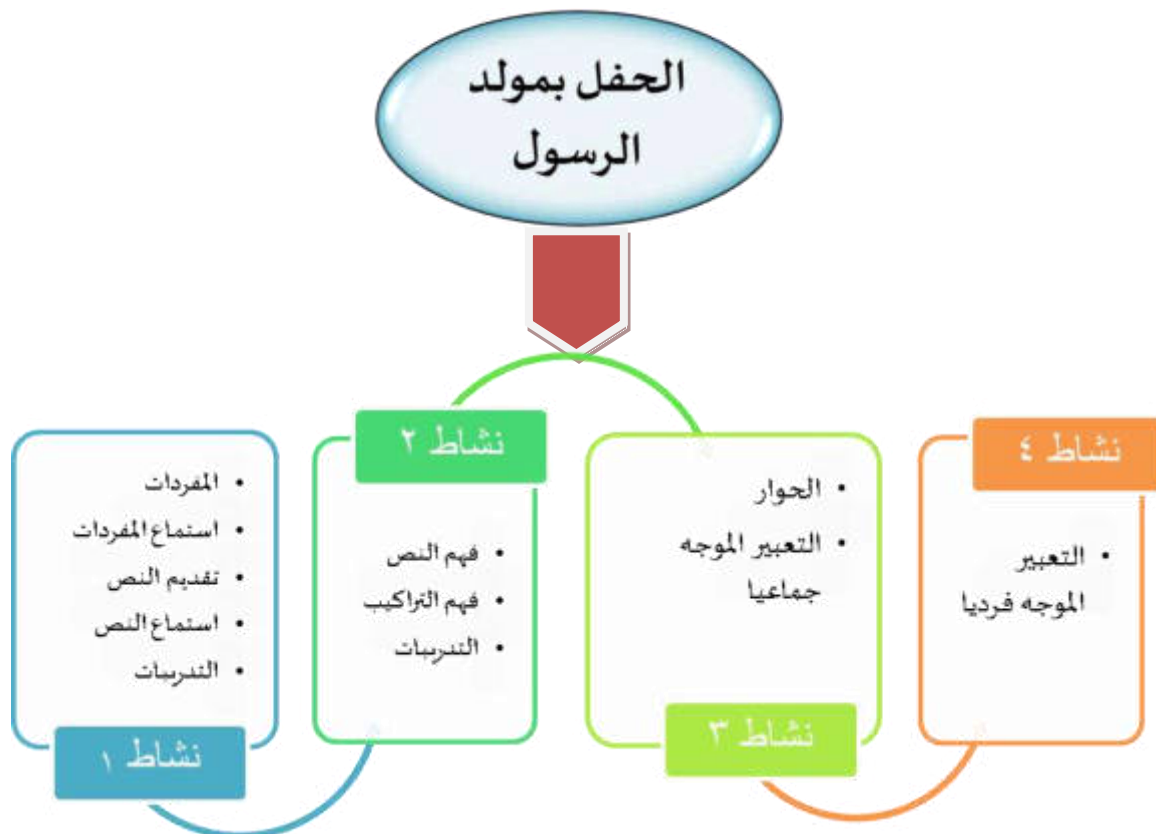 الحفل بمولد
الرسول
نشاط ١
• المفردات
• استماع المفردات
• تقديم النص
• استماع النص
• التدريبات
نشاط ٢
• فهم النص
• فهم التراكيب
• التدريبات
نشاط ٣
• الحوار
• التعبير الموجه
جماعيا
نشاط ٤
• التعبير
الموجه فرديا